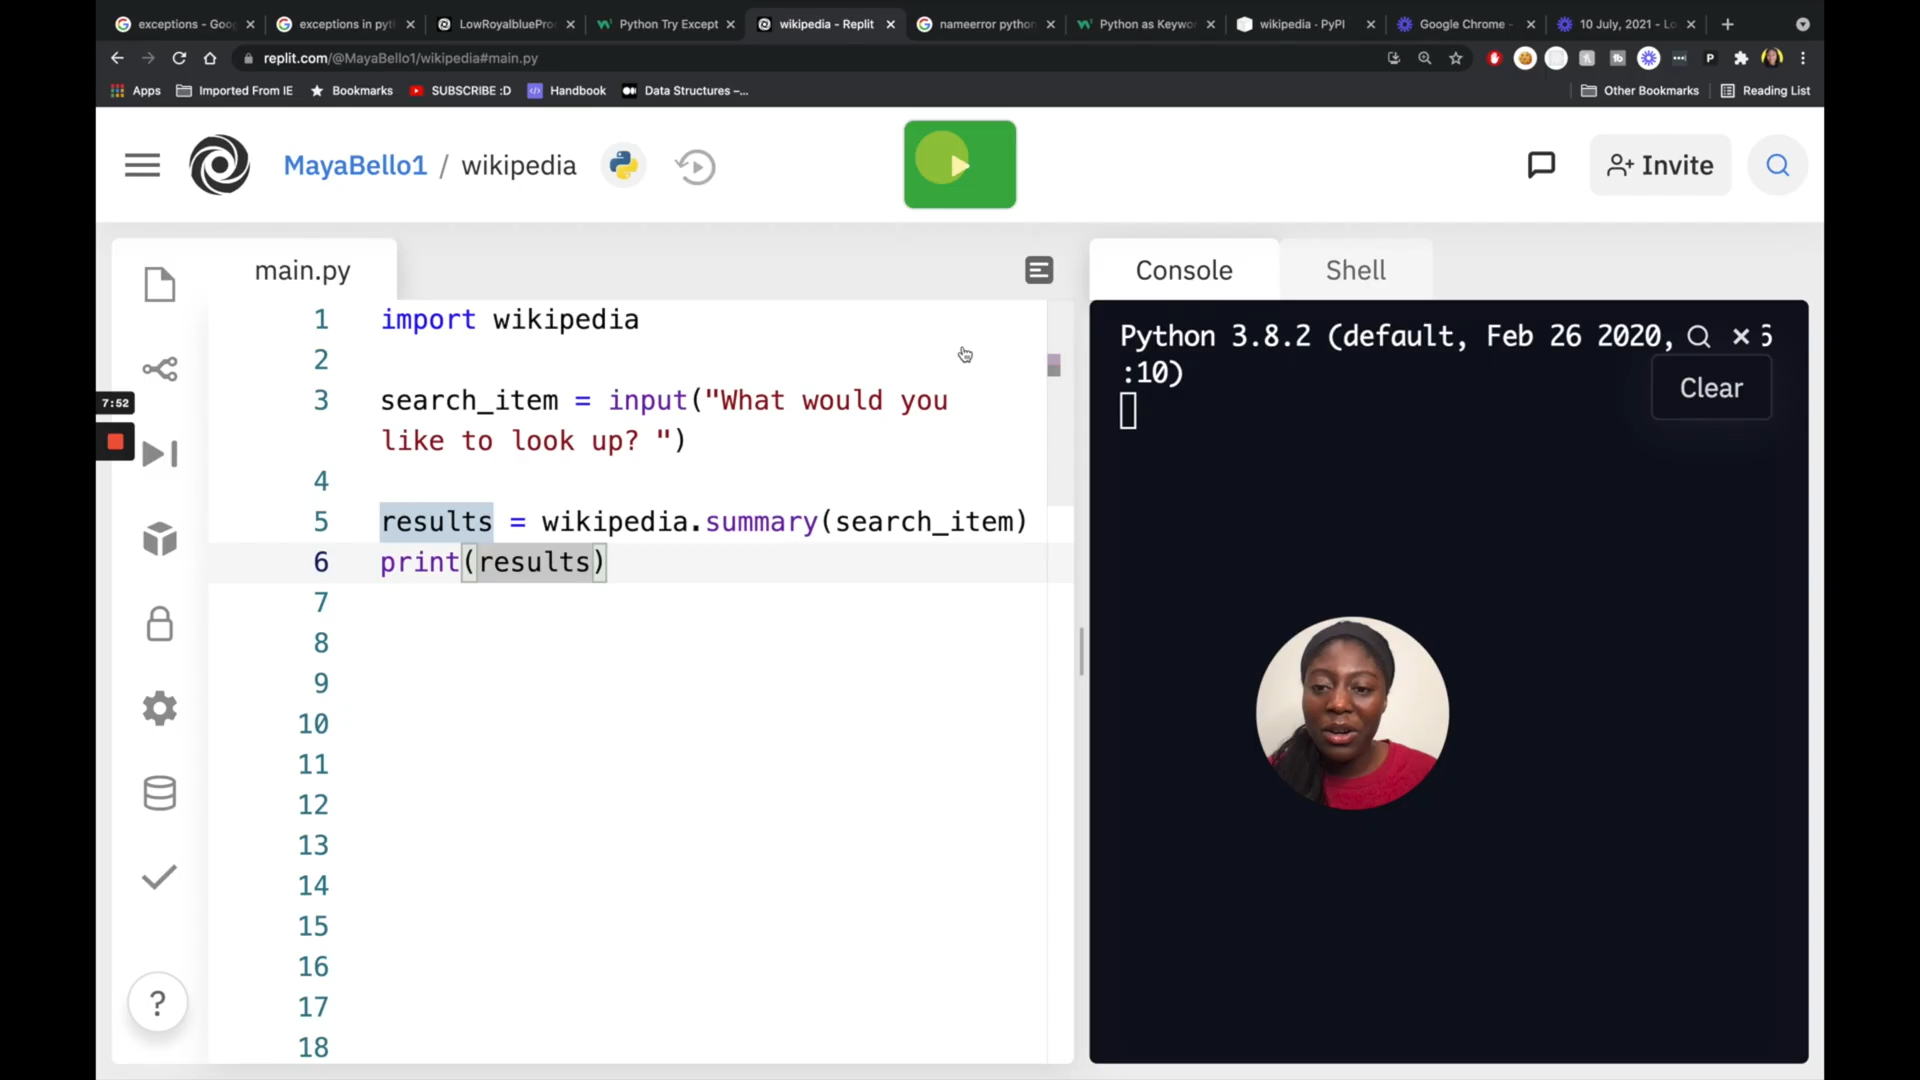 exceptions - Goo
exceptions in pyt
LowRoyalbluePro
Python Try Except
wikipedia - Replit
nameerror python
Python as Keywo
wikipedia · PyPI
Google Chrome -
10 July, 2021 - Lo
replit.com/@MayaBello1/wikipedia#main.py
Apps
Imported From IE
Bookmarks
SUBSCRIBE :D
Handbook
Data Structures –...
Other Bookmarks
Reading List
MayaBello1 / wikipedia
Invite
main.py
Console
Shell
1 import wikipedia
2
3 search_item = input("What would you
like to look up? ")
4
5 results = wikipedia.summary(search_item)
6 print(results)
7
8
9
10
11
12
13
14
15
16
17
18
Python 3.8.2 (default, Feb 26 2020,
:10)
Clear
7:52
?